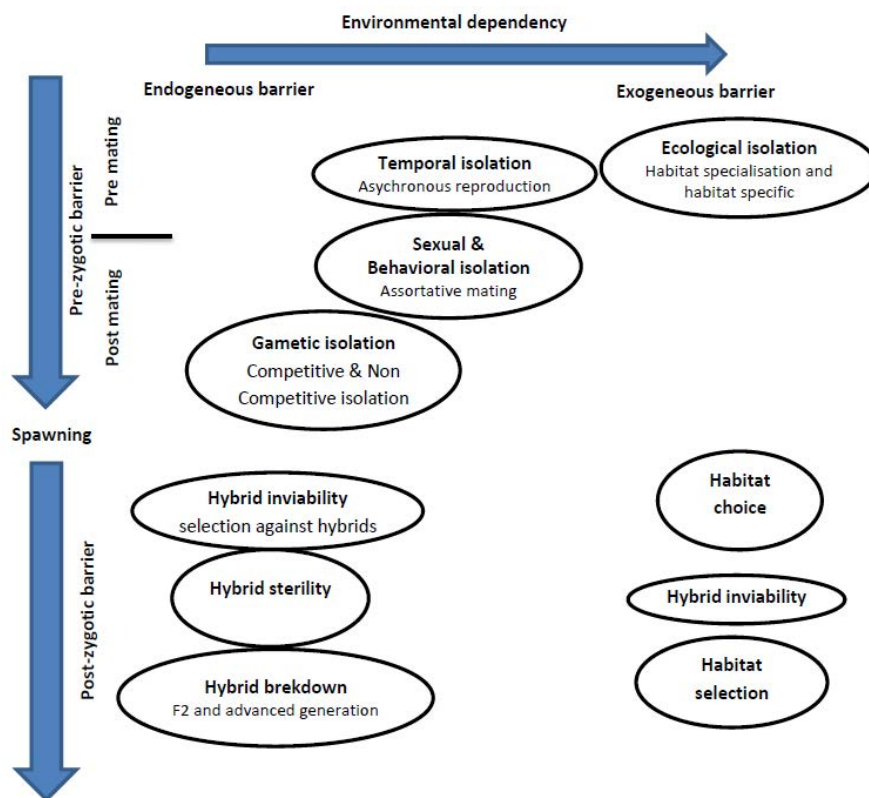 Environmental dependency
Endogeneous barrier
Exogeneous barrier
Pre-zygotic barrier
Pre mating
Post mating
Temporal isolation
Asychronous reproduction
Ecological isolation
Habitat specialisation and
habitat specific
Sexual &
Behavioral isolation
Assortative mating
Gametic isolation
Competitive & Non
Competitive isolation
Spawning
Post-zygotic barrier
Hybrid inviability
selection against hybrids
Hybrid sterility
Hybrid brekdown
F2 and advanced generation
Habitat
choice
Hybrid inviability
Habitat
selection